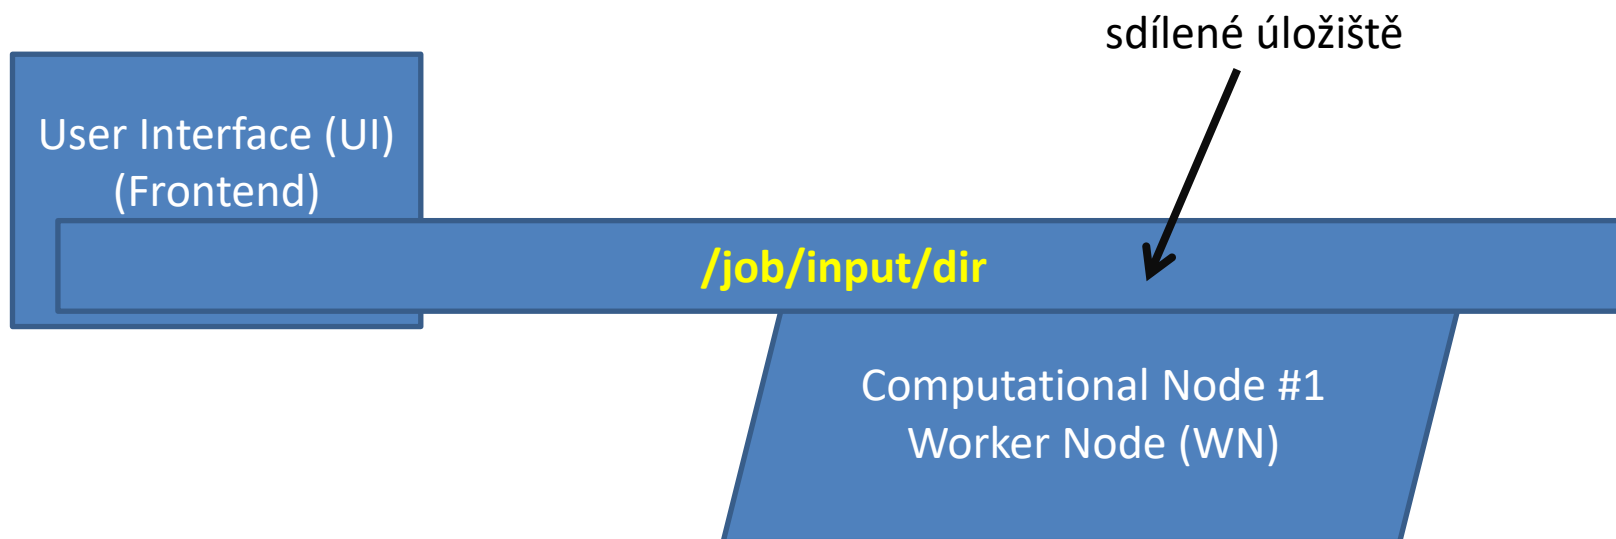 sdílené úložiště
User Interface (UI)
(Frontend)
/job/input/dir
Computational Node #1
Worker Node (WN)